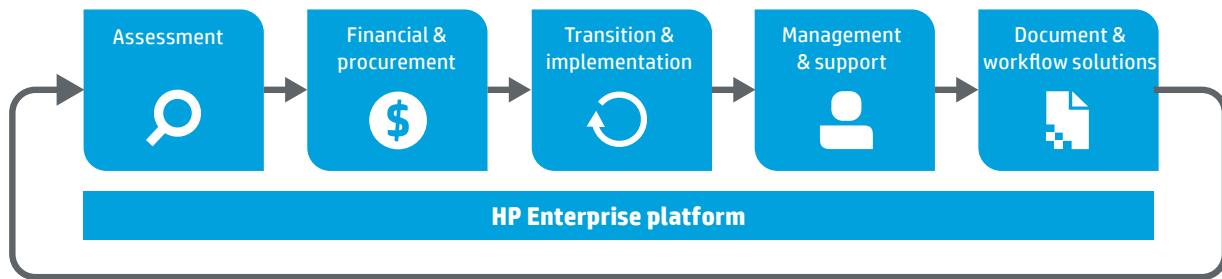 Assessment
Financial &
procurement
$
Transition &
implementation
Management
& support
Document &
workflow solutions
HP Enterprise platform